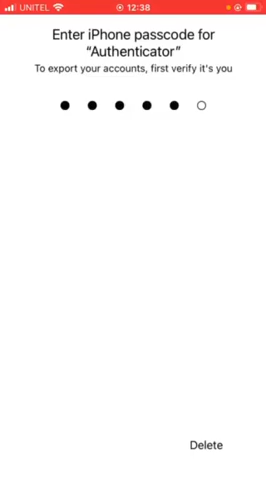 UNITEL 12:38
Enter iPhone passcode for
“Authenticator”
To export your accounts, first verify it's you
Delete